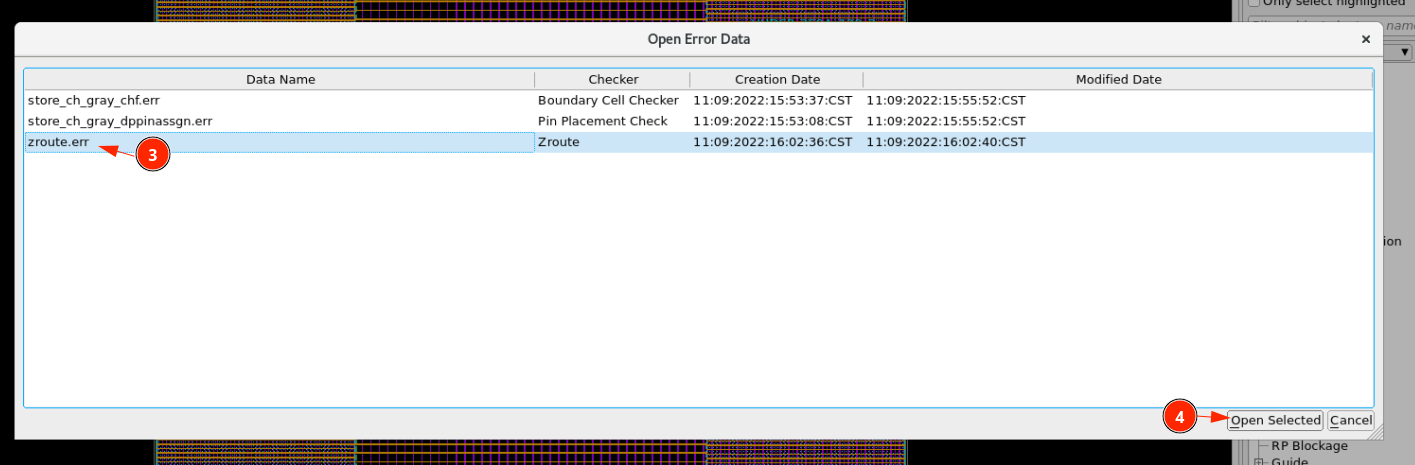 Only select highlighted
Open Error Data
Data Name Checker Creation Date Modified Date
store_ch_gray_chf.err Boundary Cell Checker 11:09:2022:15:53:37:CST 11:09:2022:15:55:52:CST
store_ch_gray_dppinassgn.err Pin Placement Check 11:09:2022:15:53:08:CST 11:09:2022:15:55:52:CST
zroute.err Zroute 11:09:2022:16:02:36:CST 11:09:2022:16:02:40:CST
3
ion
4
Open Selected Cancel
RP Blockage
Guide